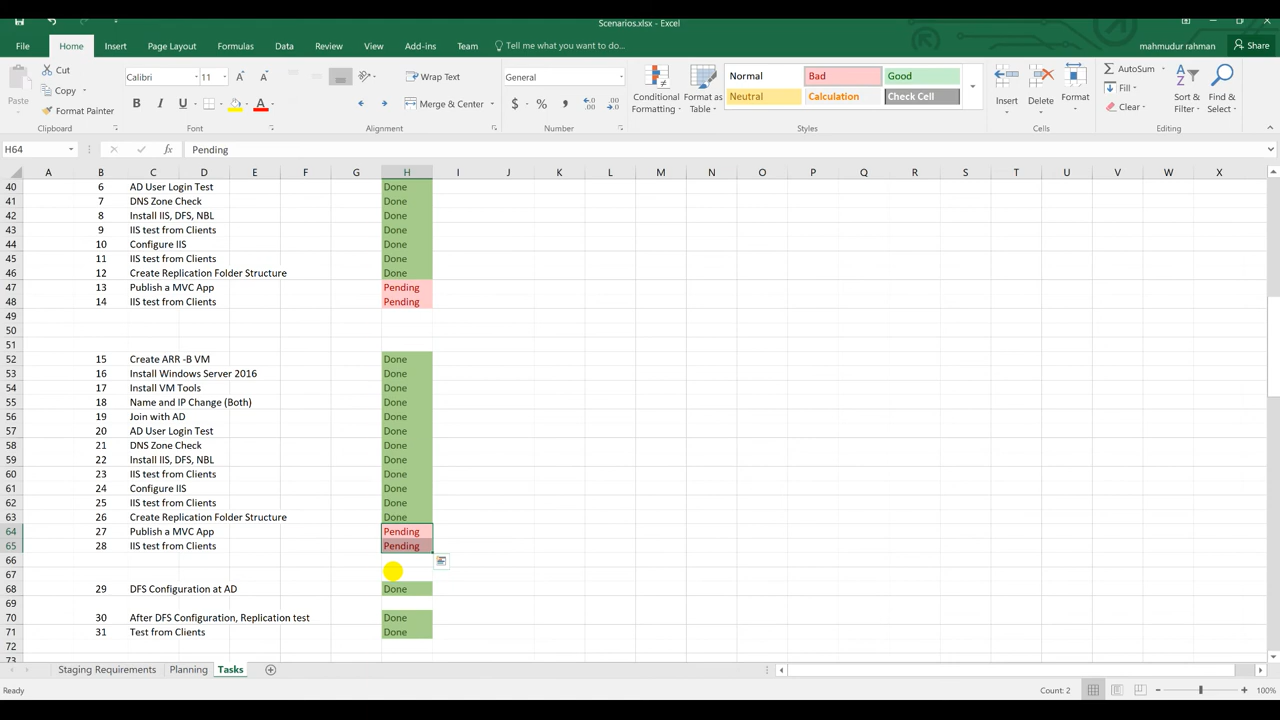 Scenarios.xlsx - Excel
File Home Insert Page Layout Formulas Data Review View Add-ins Team Tell me what you want to do... mahmudur rahman Share
Paste Cut Copy Format Painter Clipboard
Calibri 11 A A B I U A Font
Wrap Text Merge & Center Alignment
General $ % , Number
Conditional Formatting Format as Table Normal Bad Good Neutral Calculation Check Cell Styles
Insert Delete Format Cells
AutoSum Fill Clear Sort & Filter Find & Select Editing
H64 fx Pending
A B C D E F G H I J K L M N O P Q R S T U V W X
40 6 AD User Login Test Done
41 7 DNS Zone Check Done
42 8 Install IIS, DFS, NBL Done
43 9 IIS test from Clients Done
44 10 Configure IIS Done
45 11 IIS test from Clients Done
46 12 Create Replication Folder Structure Done
47 13 Publish a MVC App Pending
48 14 IIS test from Clients Pending
49
50
51
52 15 Create ARR -B VM Done
53 16 Install Windows Server 2016 Done
54 17 Install VM Tools Done
55 18 Name and IP Change (Both) Done
56 19 Join with AD Done
57 20 AD User Login Test Done
58 21 DNS Zone Check Done
59 22 Install IIS, DFS, NBL Done
60 23 IIS test from Clients Done
61 24 Configure IIS Done
62 25 IIS test from Clients Done
63 26 Create Replication Folder Structure Done
64 27 Publish a MVC App Pending
65 28 IIS test from Clients Pending
66
67
68 29 DFS Configuration at AD Done
69
70 30 After DFS Configuration, Replication test Done
71 31 Test from Clients Done
72
73
Staging Requirements Planning Tasks
Ready Count: 2 100%